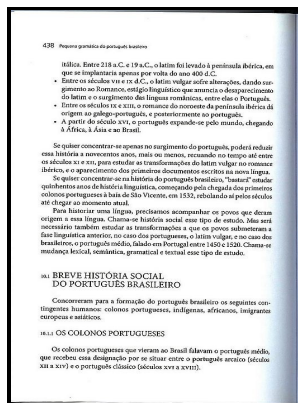 438 Pequena gramática do português brasileiro
itálica. Entre 218 a.C. e 19 a.C., o latim foi levado à península ibérica, em
que se implantaria apenas por volta do ano 400 d.C.
• Entre os séculos VII e IX d.C., o latim vulgar sofre alterações, dando sur-
gimento ao Romance, estágio linguístico que anuncia o desaparecimento
do latim e o surgimento das línguas românicas, entre elas o Português.
• Entre os séculos IX e XIII, o romance do noroeste da península ibérica dá
origem ao galego-português, e posteriormente ao português.
• A partir do século XVI, o português expande-se pelo mundo, chegando
à África, à Ásia e ao Brasil.
Se quiser concentrar-se apenas no surgimento do português, poderá reduzir
essa história a novecentos anos, mais ou menos, recuando no tempo até entre
os séculos XI e XII, para estudar as transformações do latim vulgar no romance
ibérico, e o aparecimento dos primeiros documentos escritos na nova língua.
Se quiser concentrar-se na história do português brasileiro, "bastará" estudar
quinhentos anos de história linguística, começando pela chegada dos primeiros
colonos portugueses à baía de São Vicente, em 1532, rebolando aí pelos séculos
até chegar ao momento atual.
Para historiar uma língua, precisamos acompanhar os povos que deram
origem a essa língua. Chama-se história social esse tipo de estudo. Mas será
necessário também estudar as transformações a que os povos submeteram a
fase linguística anterior, no caso dos portugueses, o latim vulgar, e no caso dos
brasileiros, o português médio, falado em Portugal entre 1450 e 1520. Chama-se
mudança lexical, semântica, gramatical e textual esse tipo de estudo.
10.1 BREVE HISTÓRIA SOCIAL
DO PORTUGUÊS BRASILEIRO
Concorreram para a formação do português brasileiro os seguintes con-
tingentes humanos: colonos portugueses, indígenas, africanos, imigrantes
europeus e asiáticos.
10.1.1 OS COLONOS PORTUGUESES
Os colonos portugueses que vieram ao Brasil falavam o português médio,
que recebeu essa designação por se situar entre o português arcaico (séculos
XII a XIV) e o português clássico (séculos XVI a XVIII).